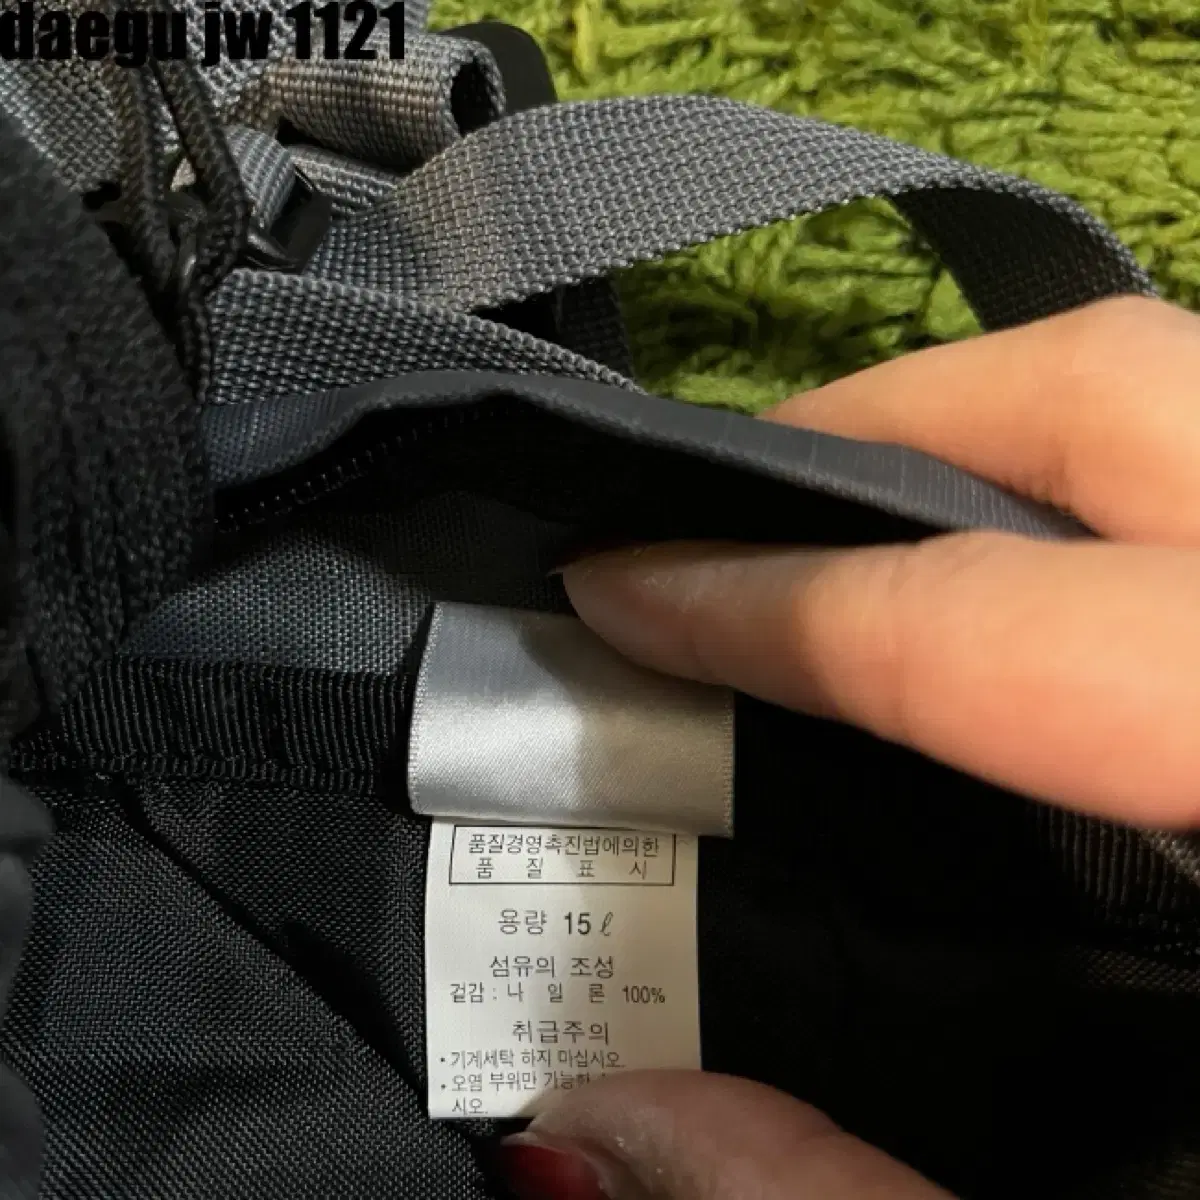 daegu jw 1121
품질경영촉진법에의한
품 질 표 시
용량 15ℓ
섬유의 조성
겉감 : 나 일 론 100%
취급주의
• 기계세탁 하지 마십시오.
• 오염 부위만 가능한
시오.